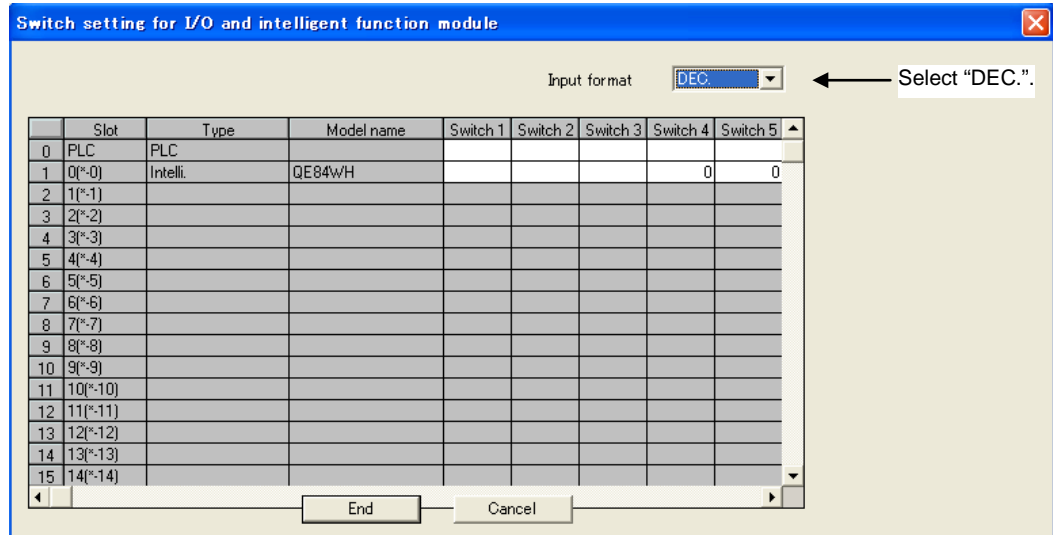 Switch setting for I/O and intelligent function module
Input format DEC. Select “DEC.”.
Slot Type Model name Switch 1 Switch 2 Switch 3 Switch 4 Switch 5
0 PLC PLC
1 0(*-0) Intelli. QE84WH 0 0
2 1(*-1)
3 2(*-2)
4 3(*-3)
5 4(*-4)
6 5(*-5)
7 6(*-6)
8 7(*-7)
9 8(*-8)
10 9(*-9)
11 10(*-10)
12 11(*-11)
13 12(*-12)
14 13(*-13)
15 14(*-14)
End Cancel